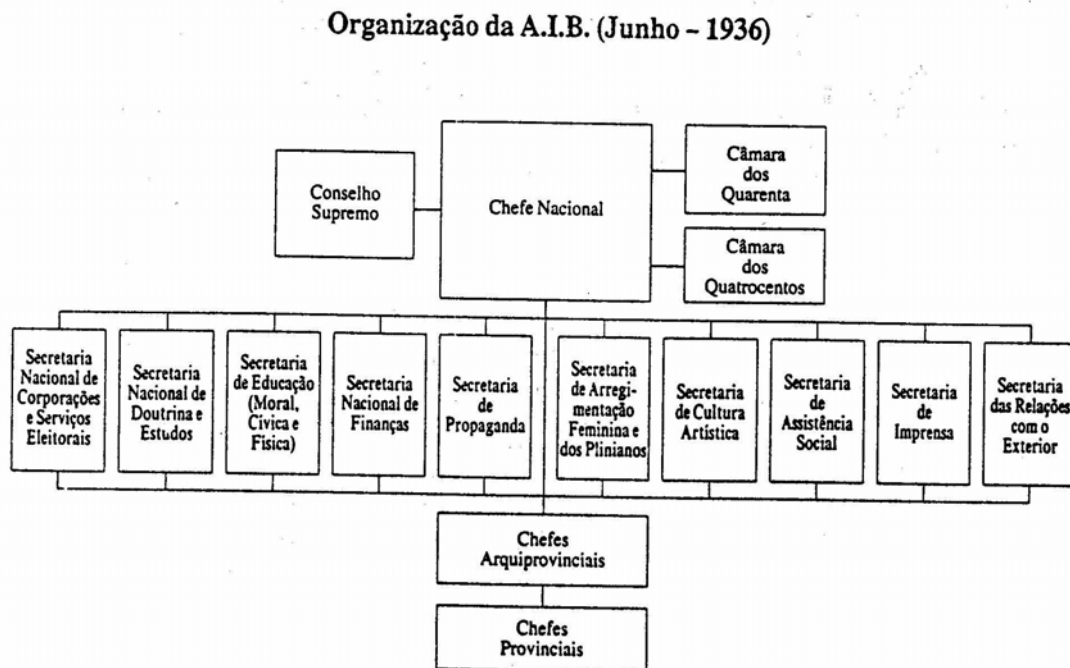 Organização da A.I.B. (Junho – 1936)
Conselho
Supremo
Chefe Nacional
Câmara
dos
Quarenta
Câmara
dos
Quatrocentos
Secretaria
Nacional de
Corporações
e Serviços
Eleitorais
Secretaria
Nacional de
Doutrina e
Estudos
Secretaria
de Educação
(Moral,
Cívica e
Física)
Secretaria
Nacional de
Finanças
Secretaria
de
Propaganda
Secretaria
de Arregi-
mentação
Feminina e
dos Plinianos
Secretaria
de Cultura
Artística
Secretaria
de
Assistência
Social
Secretaria
de
Imprensa
Secretaria
das Relações
com o
Exterior
Chefes
Arquiprovinciais
Chefes
Provinciais